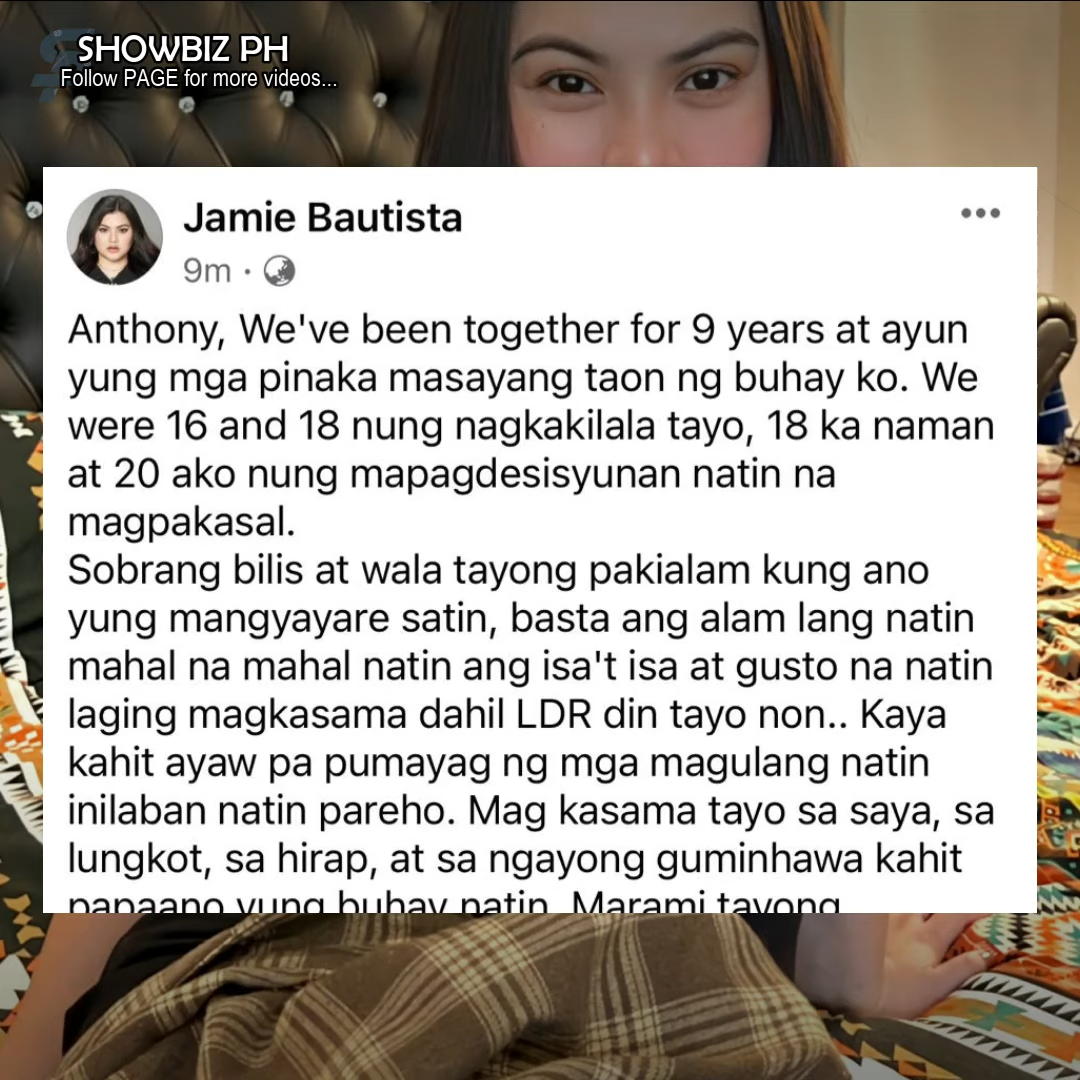 SHOWBIZ PH
Follow PAGE for more videos...
Jamie Bautista
9m ·
Anthony, We've been together for 9 years at ayun
yung mga pinaka masayang taon ng buhay ko. We
were 16 and 18 nung nagkakilala tayo, 18 ka naman
at 20 ako nung mapagdesisyunan natin na
magpakasal.
Sobrang bilis at wala tayong pakialam kung ano
yung mangyayare satin, basta ang alam lang natin
mahal na mahal natin ang isa't isa at gusto na natin
laging magkasama dahil LDR din tayo non.. Kaya
kahit ayaw pa pumayag ng mga magulang natin
inilaban natin pareho. Mag kasama tayo sa saya, sa
lungkot, sa hirap, at sa ngayong guminhawa kahit
papaano yung buhay natin. Marami tayong